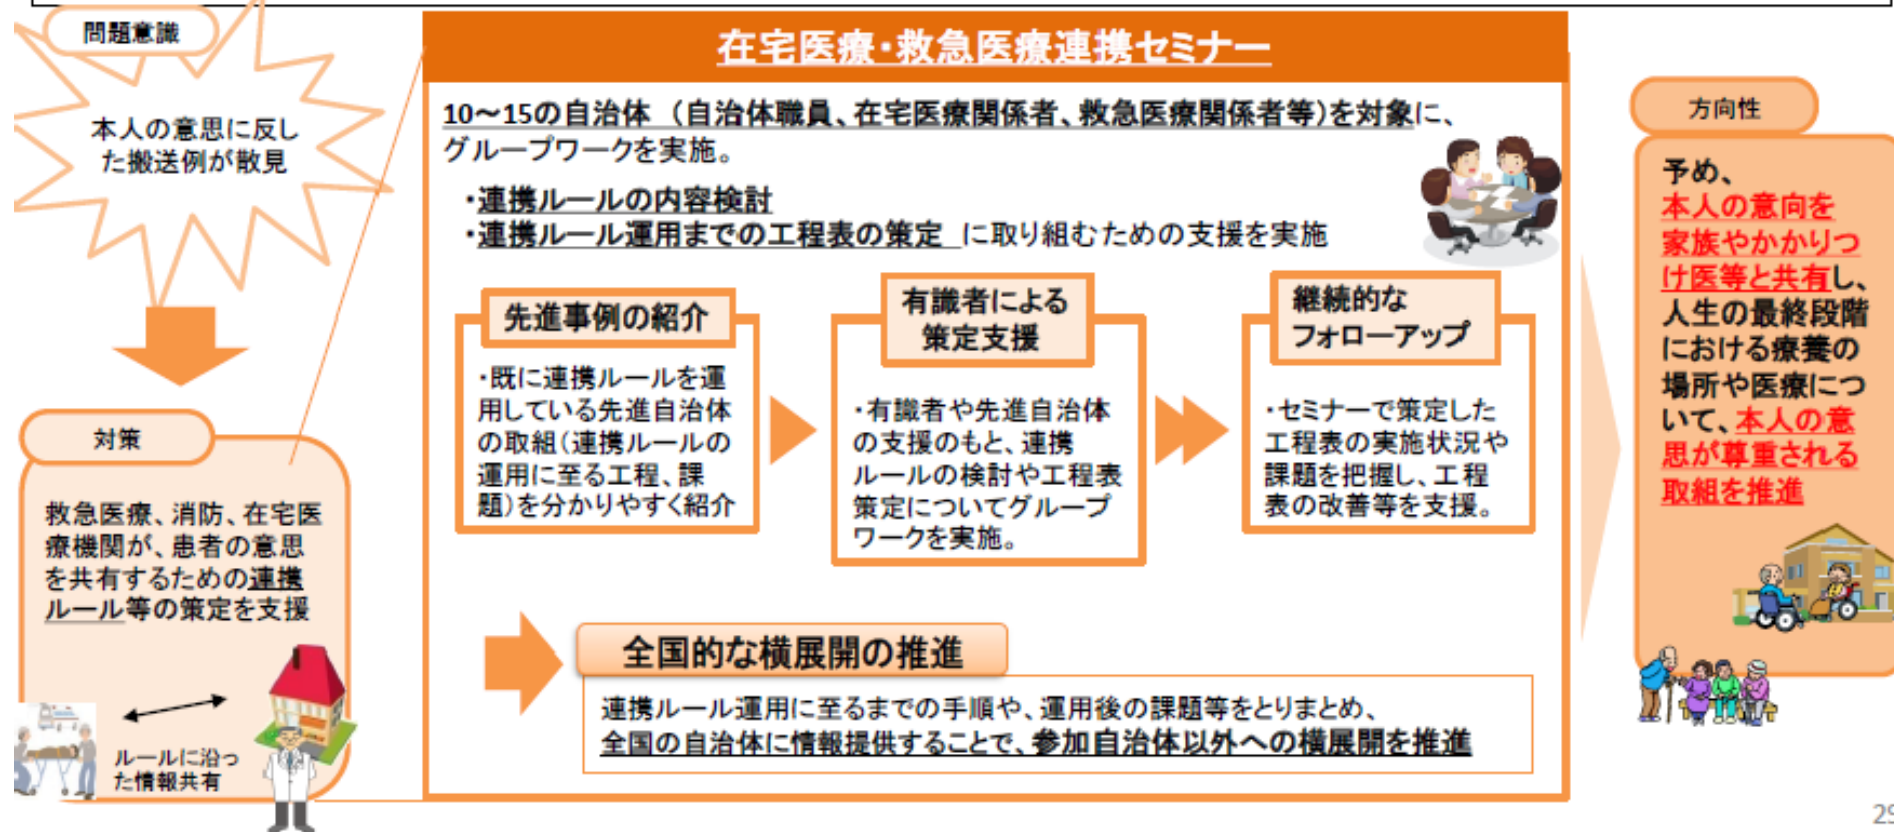 問題意識
本人の意思に反し
た搬送例が散見
対策
救急医療、消防、在宅医
療機関が、患者の意思
を共有するための連携
ルール等の策定を支援
ルールに沿っ
た情報共有
在宅医療・救急医療連携セミナー
10～15の自治体 （自治体職員、在宅医療関係者、救急医療関係者等）を対象に、
グループワークを実施。
・連携ルールの内容検討
・連携ルール運用までの工程表の策定 に取り組むための支援を実施
先進事例の紹介
・既に連携ルールを運
用している先進自治体
の取組（連携ルールの
運用に至る工程、課
題）を分かりやすく紹介
有識者による
策定支援
・有識者や先進自治体
の支援のもと、連携
ルールの検討や工程表
策定についてグループ
ワークを実施。
継続的な
フォローアップ
・セミナーで策定した
工程表の実施状況や
課題を把握し、工程
表の改善等を支援。
全国的な横展開の推進
連携ルール運用に至るまでの手順や、運用後の課題等をとりまとめ、
全国の自治体に情報提供することで、参加自治体以外への横展開を推進
方向性
予め、
本人の意向を
家族やかかりつ
け医等と共有し、
人生の最終段階
における療養の
場所や医療につ
いて、本人の意
思が尊重される
取組を推進
29